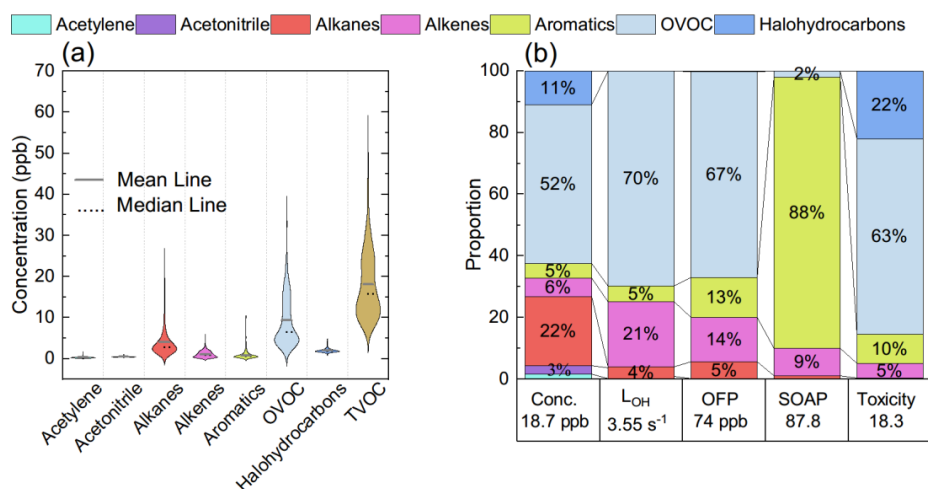 Acetylene Acetonitrile Alkanes Alkenes Aromatics OVOC Halohydrocarbons
(a)
70
60
50
40
30
20
10
0
Concentration (ppb)
Mean Line
Median Line
Acetylene
Acetonitrile
Alkanes
Alkenes
Aromatics
OVOC
Halohydrocarbons
TVOC
(b)
100
80
60
40
20
0
Proportion
11%
52%
5%
6%
22%
3%
70%
5%
21%
4%
67%
13%
14%
5%
2%
88%
9%
22%
63%
10%
5%
Conc. LOH OFP SOAP Toxicity
18.7 ppb 3.55 s⁻¹ 74 ppb 87.8 18.3